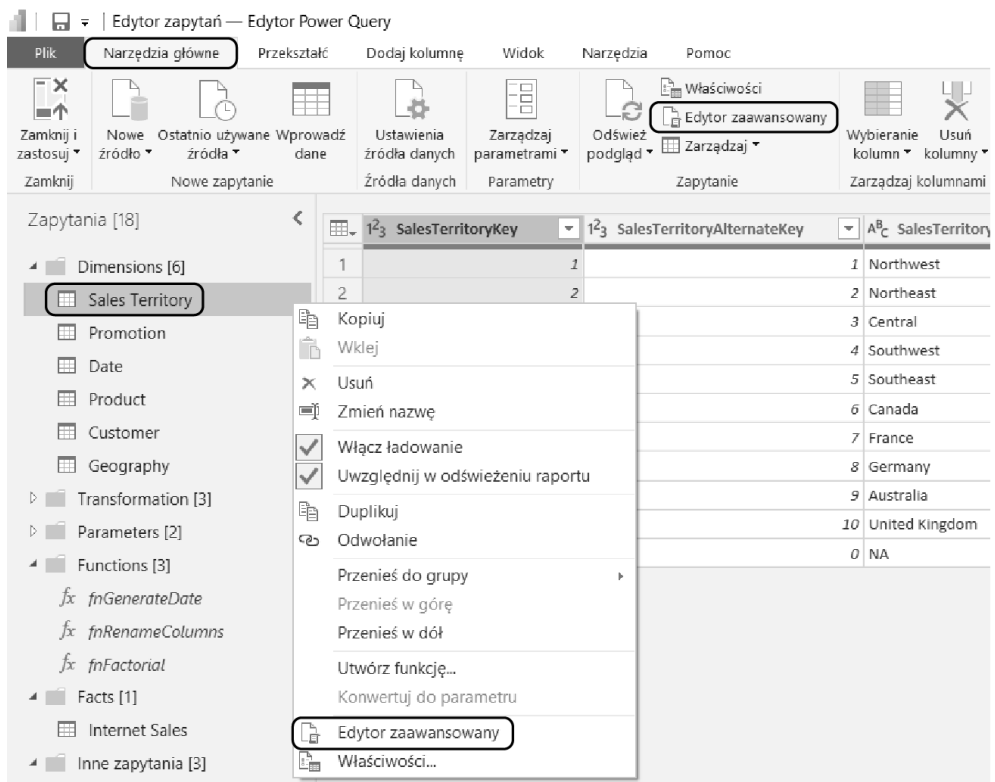 Edytor zapytań — Edytor Power Query
Plik Narzędzia główne Przekształć Dodaj kolumnę Widok Narzędzia Pomoc
Zamknij i zastosuj
Nowe źródło
Ostatnio używane źródła
Wprowadź dane
Ustawienia źródła danych
Zarządzaj parametrami
Odśwież podgląd
Właściwości
Edytor zaawansowany
Zarządzaj
Wybieranie kolumn
Usuń kolumny
Zamknij Nowe zapytanie Źródła danych Parametry Zapytanie Zarządzaj kolumnami
Zapytania [18]
Dimensions [6]
Sales Territory
Promotion
Date
Product
Customer
Geography
Transformation [3]
Parameters [2]
Functions [3]
fx fnGenerateDate
fx fnRenameColumns
fx fnFactorial
Facts [1]
Internet Sales
Inne zapytania [3]
1²3 SalesTerritoryKey 1²3 SalesTerritoryAlternateKey ABC SalesTerritory
1 1 1 Northwest
2 2 2 Northeast
3 Central
4 Southwest
5 Southeast
6 Canada
7 France
8 Germany
9 Australia
10 United Kingdom
0 NA
Kopiuj
Wklej
Usuń
Zmień nazwę
Włącz ładowanie
Uwzględnij w odświeżeniu raportu
Duplikuj
Odwołanie
Przenieś do grupy
Przenieś w górę
Przenieś w dół
Utwórz funkcję...
Konwertuj do parametru
Edytor zaawansowany
Właściwości...